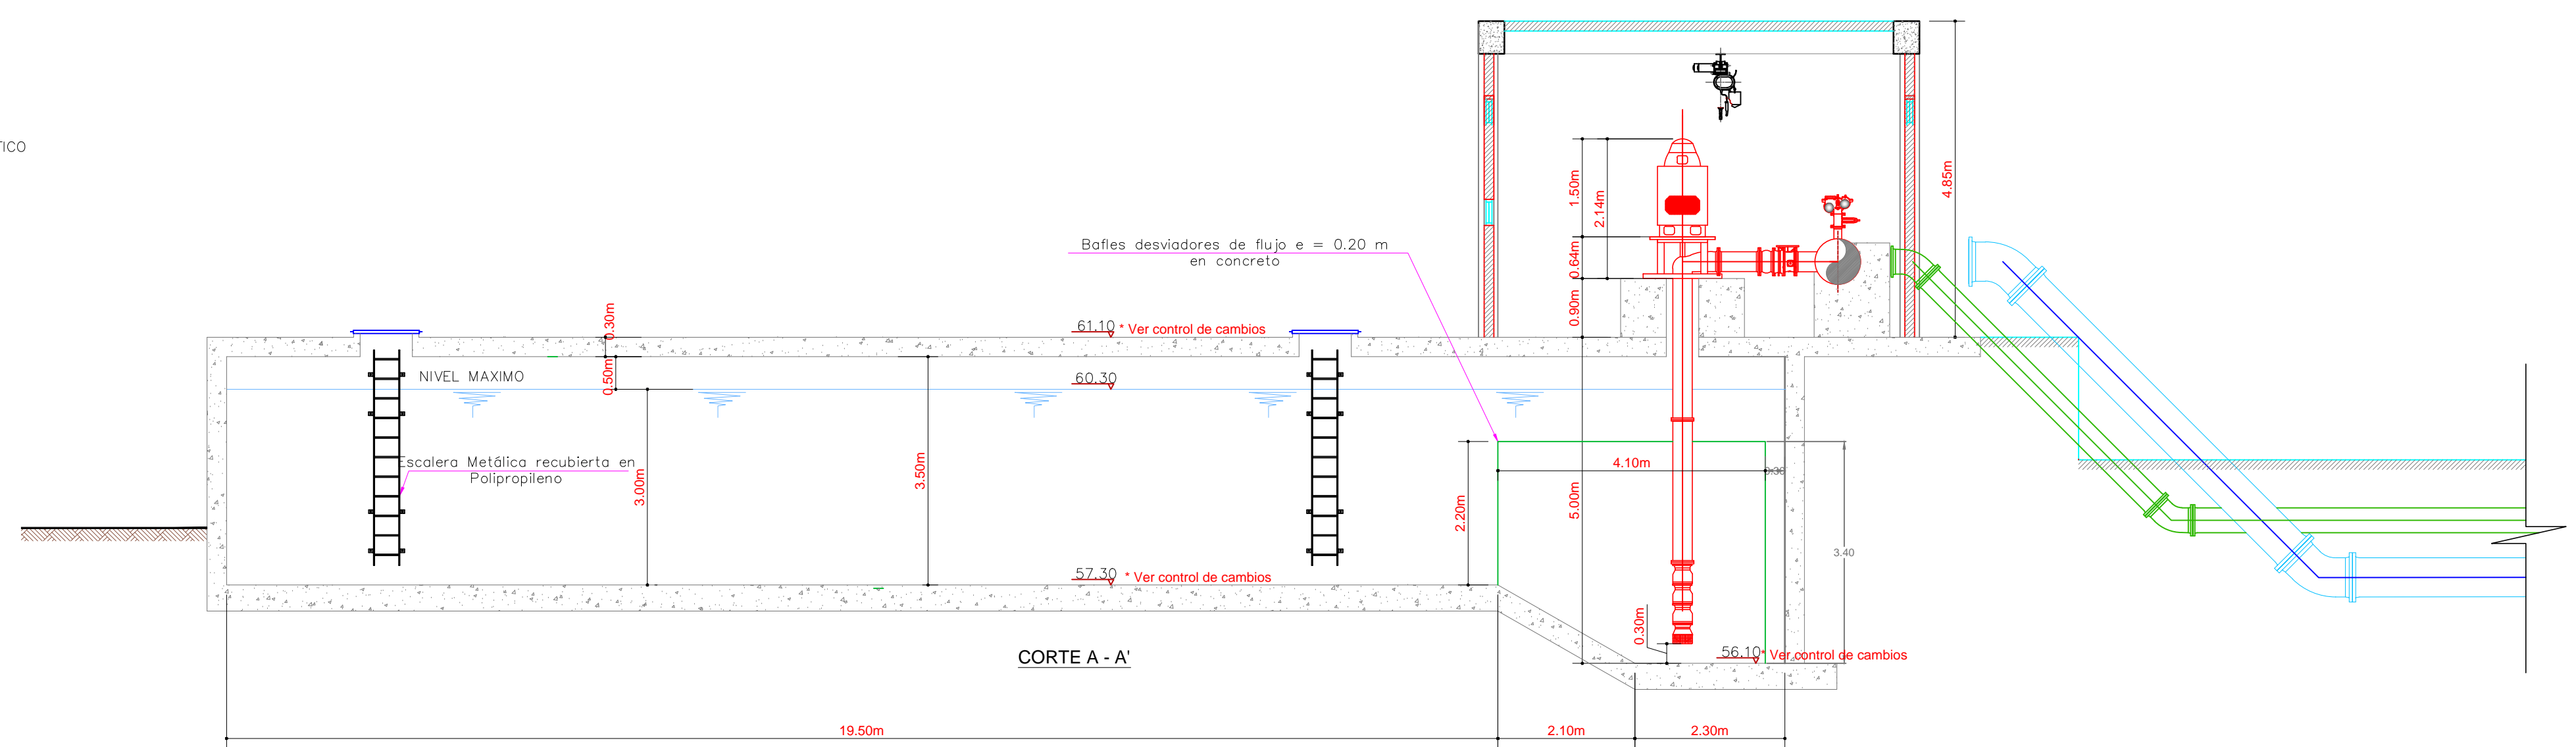 TICO
4.85m
1.50m
2.14m
Bafles desviadores de flujo e = 0.20 m
en concreto
0.64m
0.90m
0.30m
61.10 * Ver control de cambios
0.50m
NIVEL MAXIMO
60.30
Escalera Metálica recubierta en
Polipropileno
3.00m
3.50m
4.10m
0.30
2.20m
5.00m
3.40
57.30 * Ver control de cambios
0.30m
CORTE A - A'
56.10 * Ver control de cambios
19.50m
2.10m
2.30m